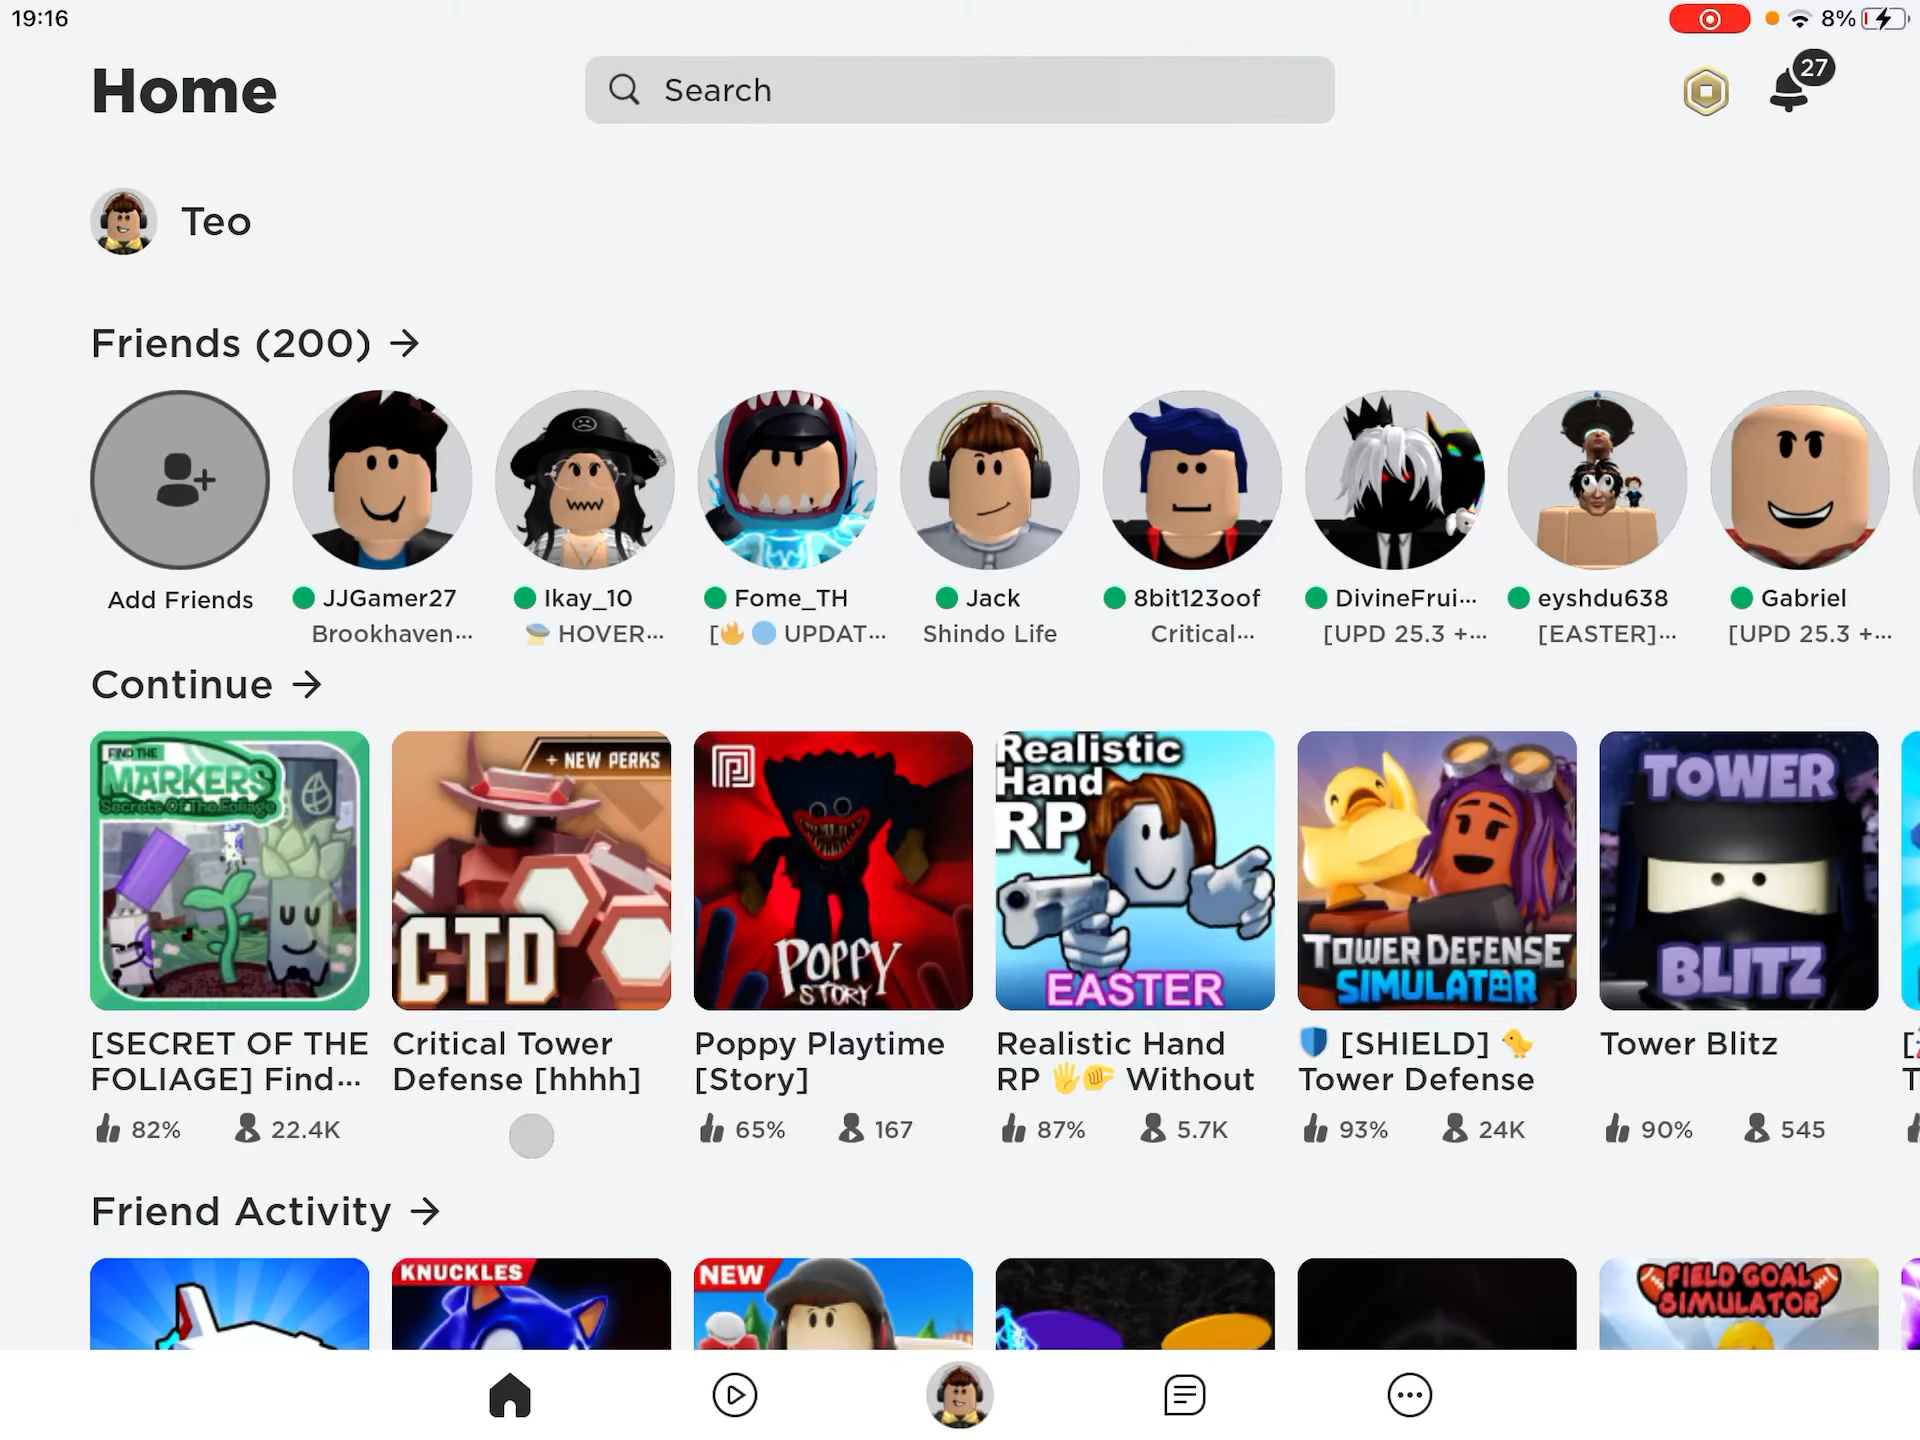 19:16
8%
Home
Search
27
Teo
Friends (200) →
Add Friends
JJGamer27
Brookhaven...
Ikay_10
🛸 HOVER...
Fome_TH
[🔥 🔵 UPDAT...
Jack
Shindo Life
8bit123oof
Critical...
DivineFrui...
[UPD 25.3 +...
eyshdu638
[EASTER]...
Gabriel
[UPD 25.3 +...
Continue →
FIND THE
MARKERS
Secrets Of The Foliage
+ NEW PERKS
CTD
POPPY
STORY
Realistic
Hand
RP
EASTER
TOWER DEFENSE
SIMULATOR
TOWER
BLITZ
[SECRET OF THE
FOLIAGE] Find...
82% 22.4K
Critical Tower
Defense [hhhh]
Poppy Playtime
[Story]
65% 167
Realistic Hand
RP 🖐️🤛 Without
87% 5.7K
🛡️ [SHIELD] 🐤
Tower Defense
93% 24K
Tower Blitz
90% 545
Friend Activity →
KNUCKLES
NEW
FIELD GOAL
SIMULATOR